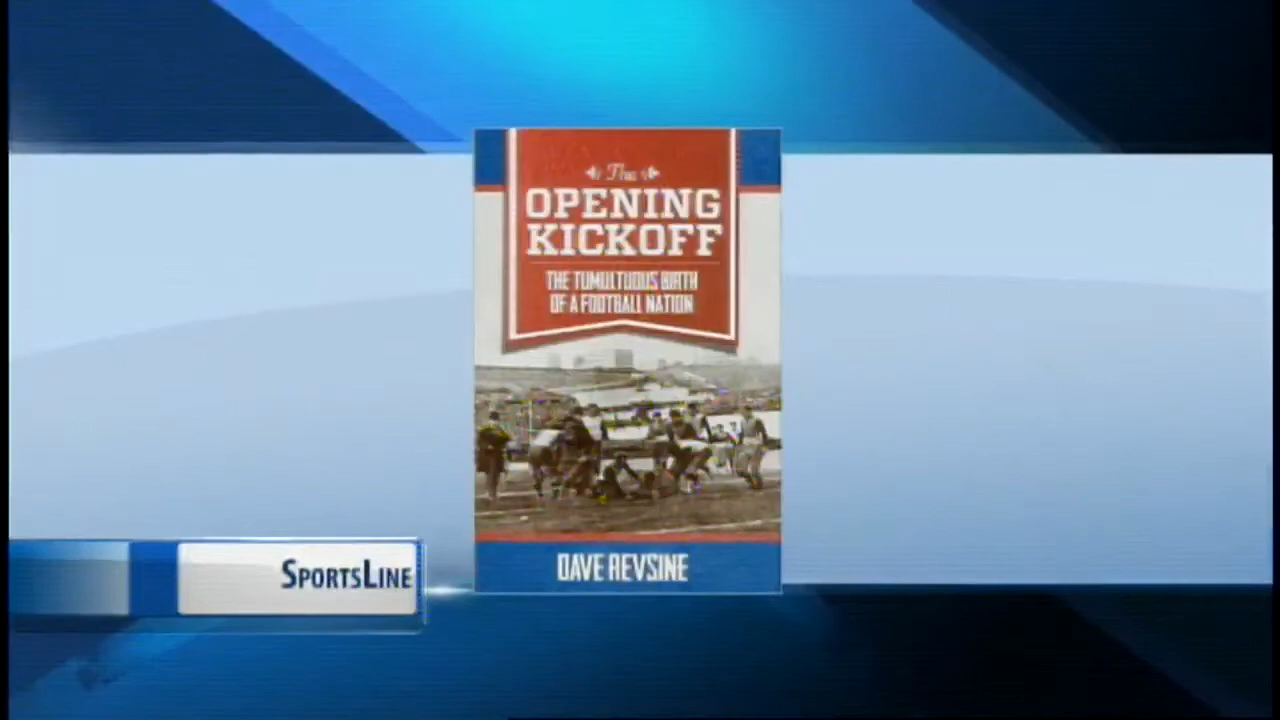 The
OPENING
KICKOFF
THE TUMULTUOUS BIRTH
OF A FOOTBALL NATION
DAVE REVSINE
SPORTSLINE